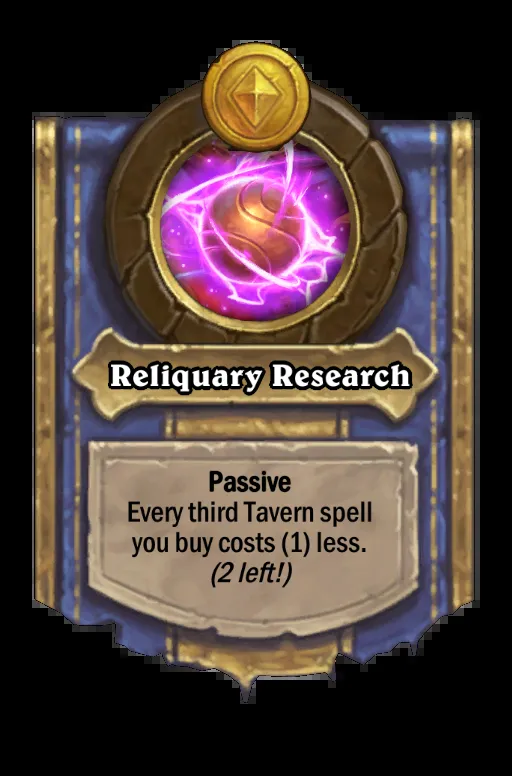 Reliquary Research
Passive
Every third Tavern spell
you buy costs (1) less.
(2 left!)